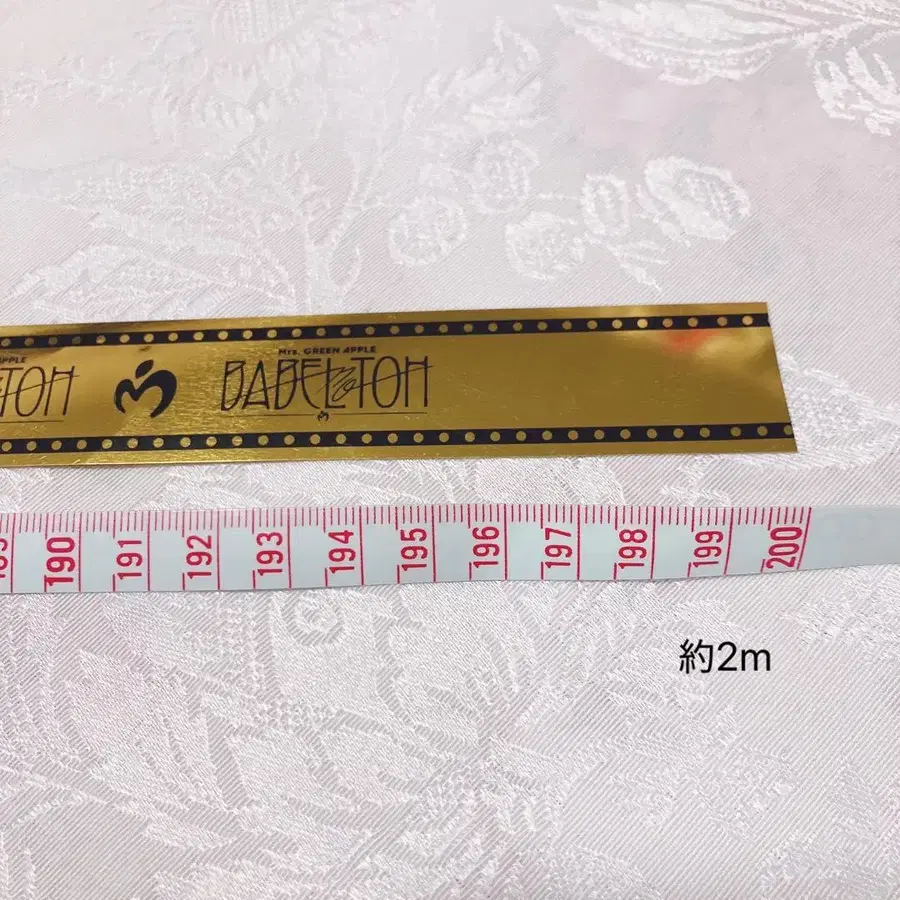 APPLE
TOH
Mrs. GREEN APPLE
BABEL no TOH
190 191 192 193 194 195 196 197 198 199 200
約2m